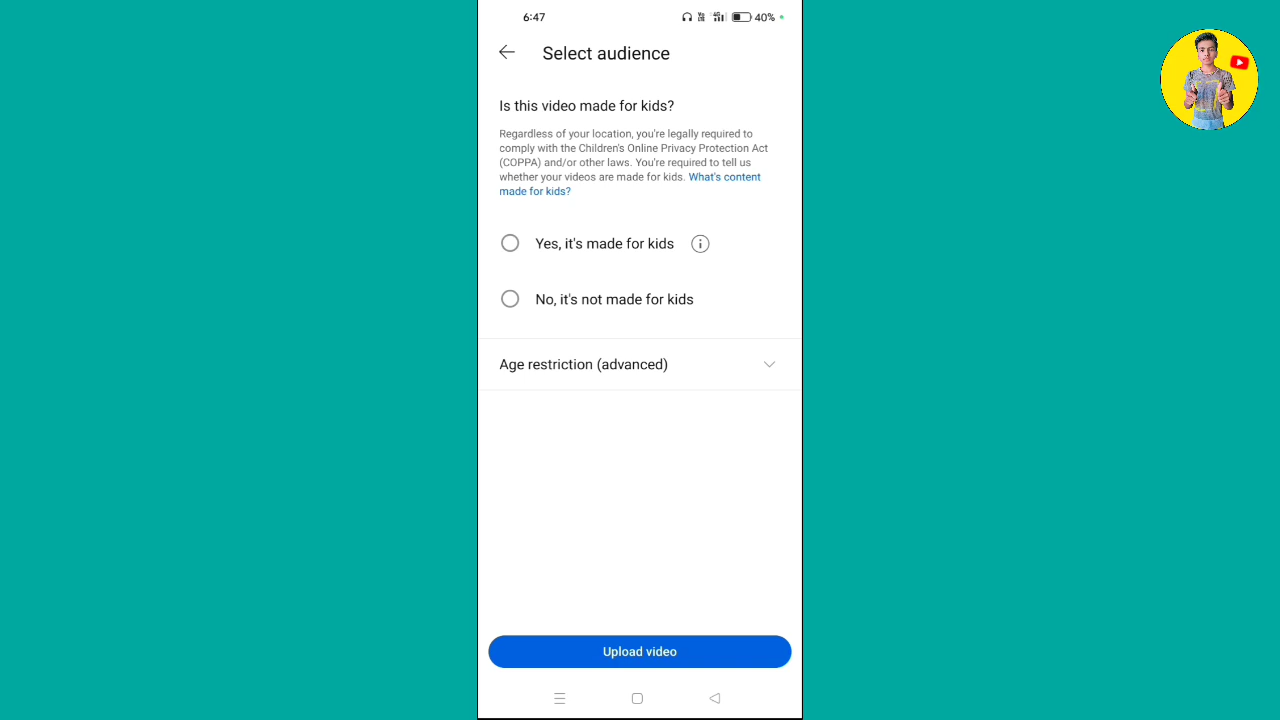 6:47
40%
Select audience
Is this video made for kids?
Regardless of your location, you're legally required to
comply with the Children's Online Privacy Protection Act
(COPPA) and/or other laws. You're required to tell us
whether your videos are made for kids. What's content
made for kids?
Yes, it's made for kids
No, it's not made for kids
Age restriction (advanced)
Upload video